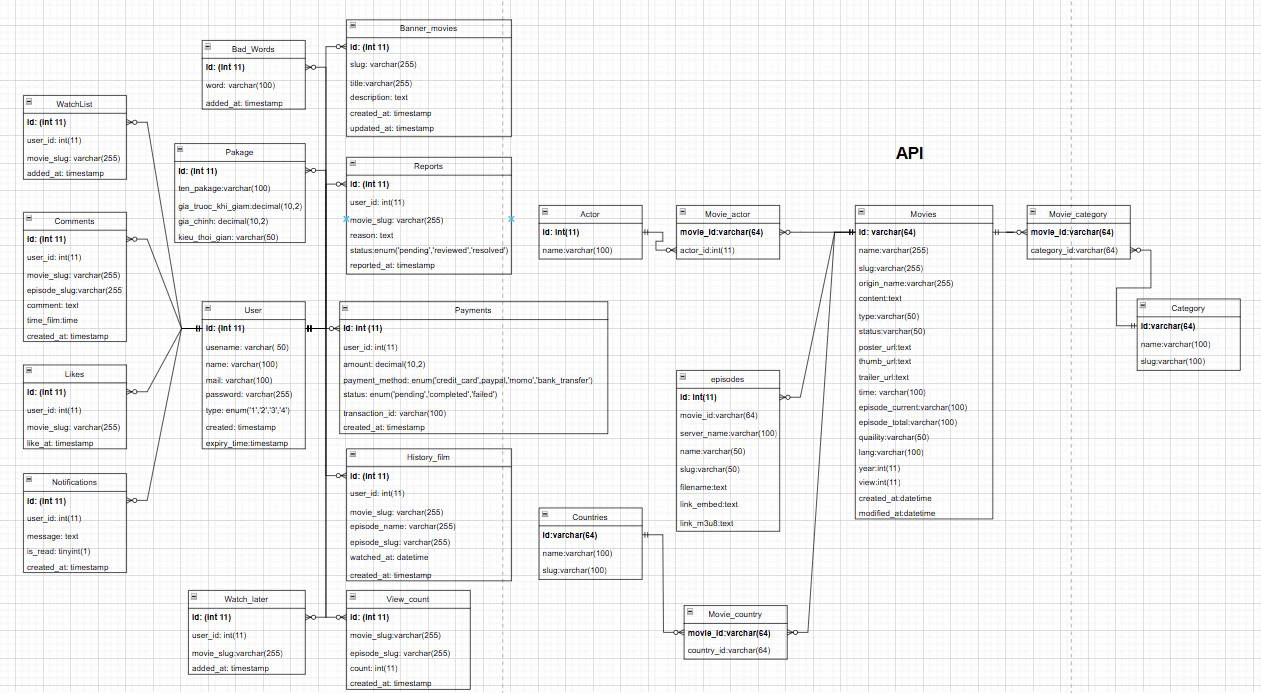 Banner_movies
id: (int 11)
slug: varchar(255)
title:varchar(255)
description: text
created_at: timestamp
updated_at: timestamp
Bad_Words
id: (int 11)
word: varchar(100)
added_at: timestamp
WatchList
id: (int 11)
user_id: int(11)
movie_slug: varchar(255)
added_at: timestamp
Pakage
id: (int 11)
ten_pakage:varchar(100)
gia_truoc_khi_giam:decimal(10,2)
gia_chinh: decimal(10,2)
kieu_thoi_gian: varchar(50)
Reports
id: (int 11)
user_id: int(11)
movie_slug: varchar(255)
reason: text
status:enum('pending','reviewed','resolved')
reported_at: timestamp
Comments
id: (int 11)
user_id: int(11)
movie_slug: varchar(255)
episode_slug:varchar(255
comment: text
time_film:time
created_at: timestamp
User
id: (int 11)
usename: varchar( 50)
name: varchar(100)
mail: varchar(100)
password: varchar(255)
type: enum('1','2','3','4')
created: timestamp
expiry_time:timestamp
Payments
id: int (11)
user_id: int(11)
amount: decimal(10,2)
payment_method: enum('credit_card',paypal,'momo','bank_transfer')
status: enum('pending','completed','failed')
transaction_id: varchar(100)
created_at: timestamp
Likes
id: (int 11)
user_id: int(11)
movie_slug: varchar(255)
like_at: timestamp
Notifications
id: (int 11)
user_id: int(11)
message: text
is_read: tinyint(1)
created_at: timestamp
History_film
id: (int 11)
user_id: int(11)
movie_slug: varchar(255)
episode_name: varchar(255)
episode_slug: varchar(255)
watched_at: datetime
created_at: timestamp
Watch_later
id: (int 11)
user_id: int(11)
movie_slug:varchar(255)
added_at: timestamp
View_count
id: (int 11)
movie_slug:varchar(255)
episode_slug: varchar(255)
count: int(11)
created_at: timestamp
API
Actor
id: int(11)
name:varchar(100)
Movie_actor
movie_id:varchar(64)
actor_id:int(11)
Movies
id: varchar(64)
name:varchar(255)
slug:varchar(255)
origin_name:varchar(255)
content:text
type:varchar(50)
status:varchar(50)
poster_url:text
thumb_url:text
trailer_url:text
time: varchar(100)
episode_current:varchar(100)
episode_total:varchar(100)
quaility:varchar(50)
lang:varchar(100)
year:int(11)
view:int(11)
created_at:datetime
modified_at:datetime
Movie_category
movie_id:varchar(64)
category_id:varchar(64)
Category
id:varchar(64)
name:varchar(100)
slug:varchar(100)
episodes
id: int(11)
movie_id:varchar(64)
server_name:varchar(100)
name:varchar(50)
slug:varchar(50)
filename:text
link_embed:text
link_m3u8:text
Countries
id:varchar(64)
name:varchar(100)
slug:varchar(100)
Movie_country
movie_id:varchar(64)
country_id:varchar(64)